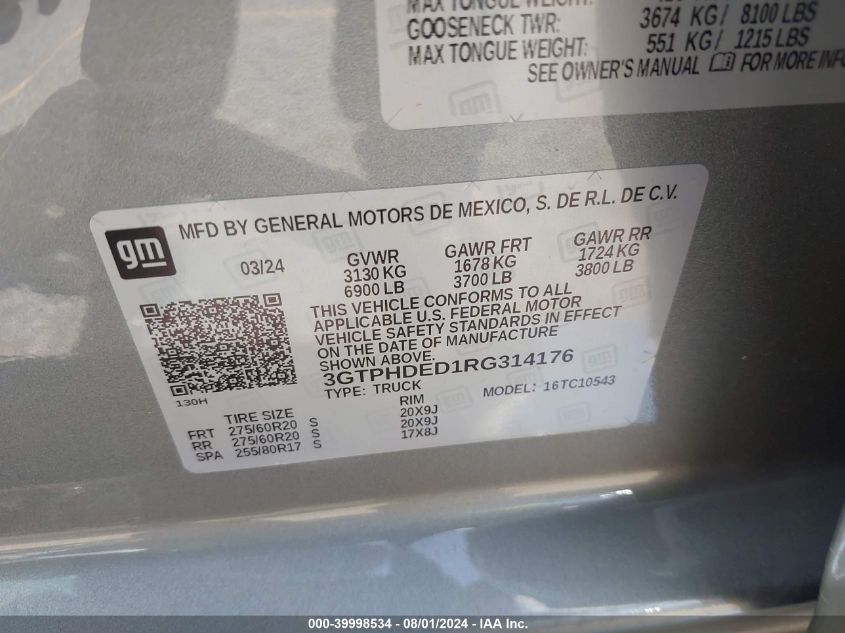 MAX TONGUE WEIGHT:
GOOSENECK TWR: 3674 KG/ 8100 LBS
MAX TONGUE WEIGHT: 551 KG/ 1215 LBS
SEE OWNER'S MANUAL FOR MORE INFO
gm
MFD BY GENERAL MOTORS DE MEXICO, S. DE R.L. DE C.V.
03/24 GVWR GAWR FRT GAWR RR
3130 KG 1678 KG 1724 KG
6900 LB 3700 LB 3800 LB
THIS VEHICLE CONFORMS TO ALL
APPLICABLE U.S. FEDERAL MOTOR
VEHICLE SAFETY STANDARDS IN EFFECT
ON THE DATE OF MANUFACTURE
SHOWN ABOVE.
3GTPHDED1RG314176
TYPE: TRUCK MODEL: 16TC10543
130H
TIRE SIZE RIM
FRT 275/60R20 S 20X9J
RR 275/60R20 S 20X9J
SPA 255/80R17 S 17X8J
000-39998534 - 08/01/2024 - © IAA Holdings, LLC.